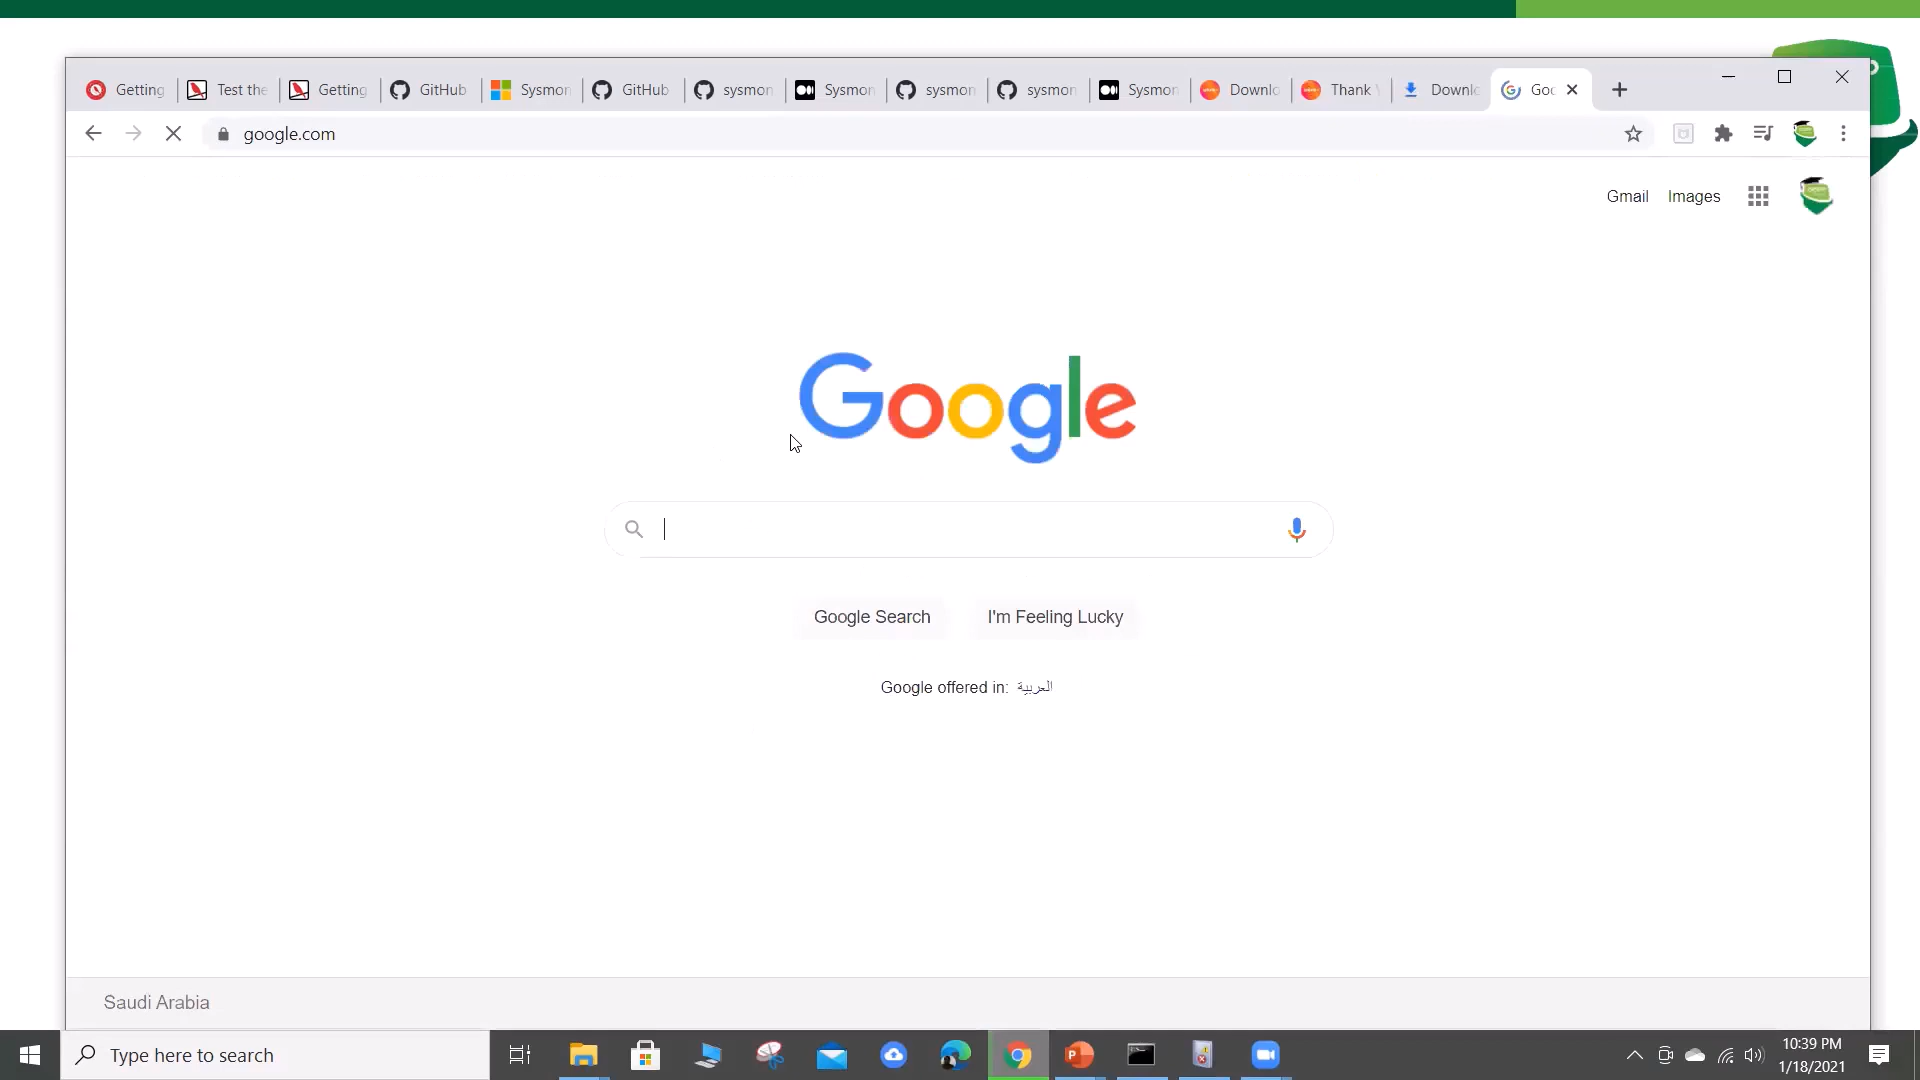 Getting
Test the
Getting
GitHub
Sysmon
GitHub
sysmon
Sysmon
sysmon
sysmon
Sysmon
Downlo
Thank
Downlo
Goo
google.com
Gmail
Images
Google
Google Search
I'm Feeling Lucky
Google offered in: العربية
Saudi Arabia
Type here to search
10:39 PM
1/18/2021